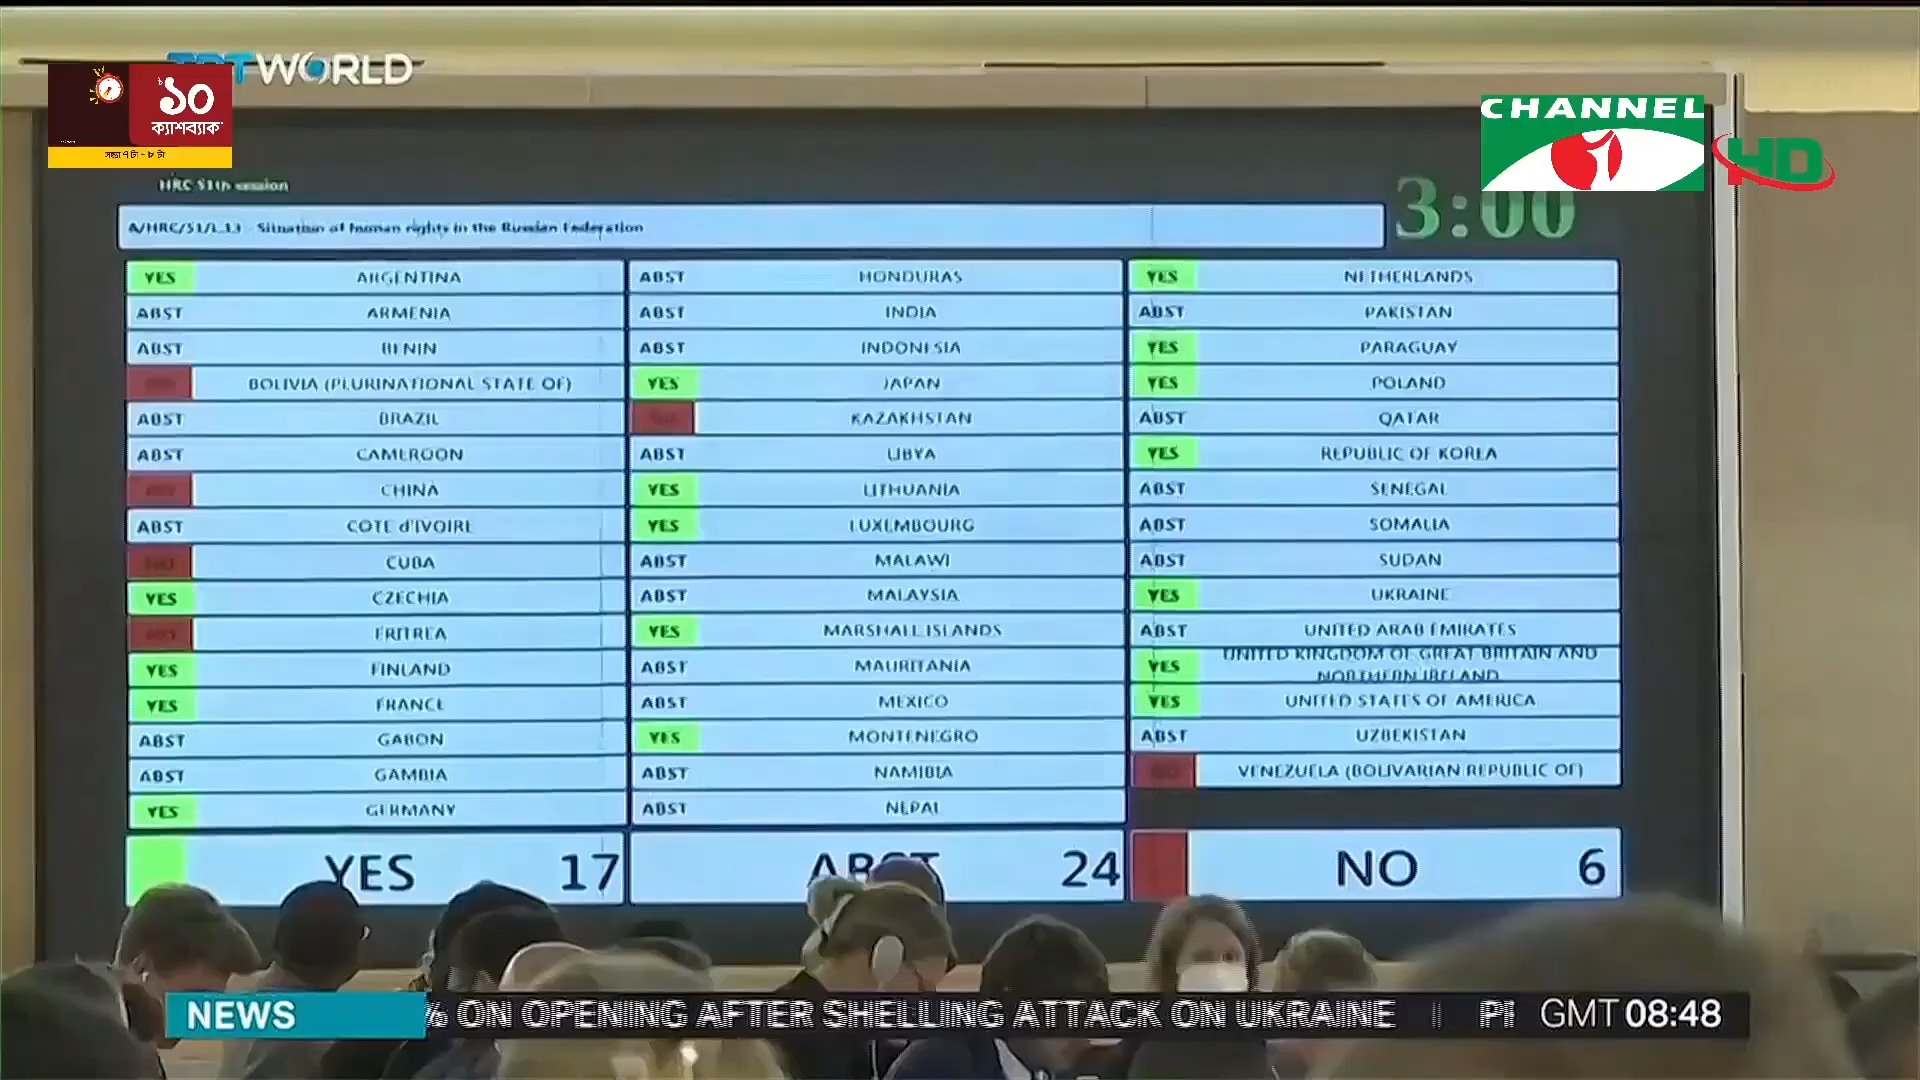 TRT WORLD
৳১০
ক্যাশব্যাক
সন্ধ্যা ৭ টা - ৮ টা
CHANNEL
HD
HRC 51th session
3:00
A/HRC/51/L.13 Situation of human rights in the Russian Federation
YES ARGENTINA
ABST ARMENIA
ABST BENIN
BOLIVIA (PLURINATIONAL STATE OF)
ABST BRAZIL
ABST CAMEROON
CHINA
ABST COTE d'IVOIRE
NO CUBA
YES CZECHIA
ERITREA
YES FINLAND
YES FRANCE
ABST GABON
ABST GAMBIA
YES GERMANY
ABST HONDURAS
ABST INDIA
ABST INDONESIA
YES JAPAN
KAZAKHSTAN
ABST LIBYA
YES LITHUANIA
YES LUXEMBOURG
ABST MALAWI
ABST MALAYSIA
YES MARSHALL ISLANDS
ABST MAURITANIA
ABST MEXICO
YES MONTENEGRO
ABST NAMIBIA
ABST NEPAL
YES NETHERLANDS
ABST PAKISTAN
YES PARAGUAY
YES POLAND
ABST QATAR
YES REPUBLIC OF KOREA
ABST SENEGAL
ABST SOMALIA
ABST SUDAN
YES UKRAINE
ABST UNITED ARAB EMIRATES
YES UNITED KINGDOM OF GREAT BRITAIN AND
NORTHERN IRELAND
YES UNITED STATES OF AMERICA
ABST UZBEKISTAN
NO VENEZUELA (BOLIVARIAN REPUBLIC OF)
YES 17
ABST 24
NO 6
NEWS
% ON OPENING AFTER SHELLING ATTACK ON UKRAINE | GMT 08:48